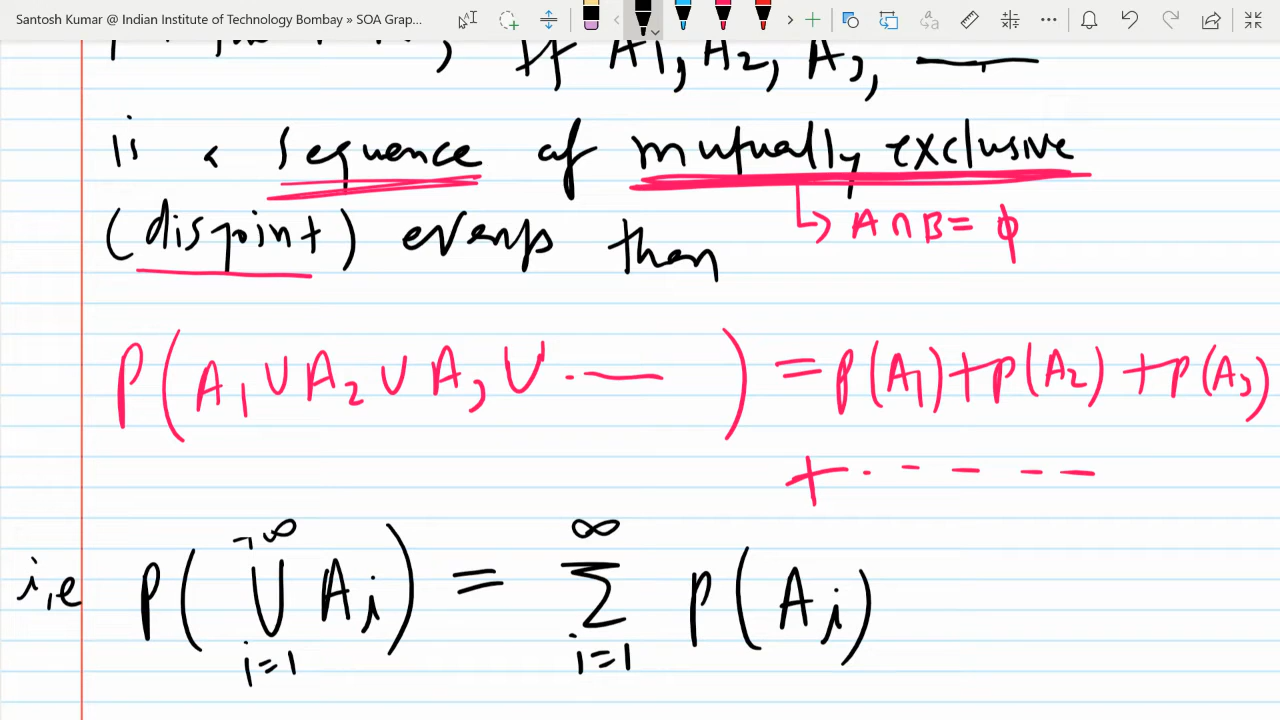 Santosh Kumar @ Indian Institute of Technology Bombay » SOA Grap...
If A1, A2, A3,
is a sequence of mutually exclusive
↳ A ∩ B = ϕ
(disjoint) events then
P(A1 ∪ A2 ∪ A3 ∪ .—) = P(A1) + P(A2) + P(A3)
+ - - - - -
i,e P(∞ ∪ i=1 Ai) = ∞ Σ i=1 P(Ai)